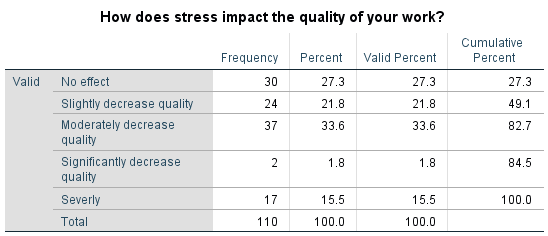 How does stress impact the quality of your work?
Frequency Percent Valid Percent Cumulative Percent
Valid No effect 30 27.3 27.3 27.3
Slightly decrease quality 24 21.8 21.8 49.1
Moderately decrease quality 37 33.6 33.6 82.7
Significantly decrease quality 2 1.8 1.8 84.5
Severly 17 15.5 15.5 100.0
Total 110 100.0 100.0